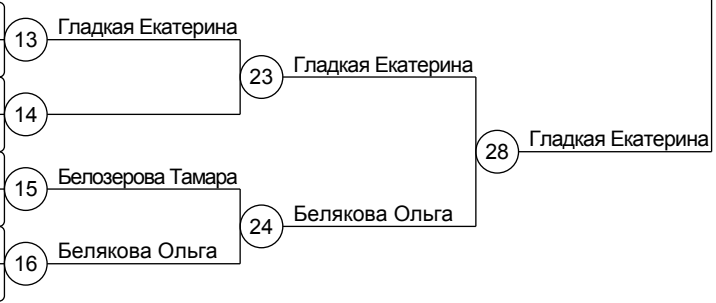 13 Гладкая Екатерина
23 Гладкая Екатерина
14
28 Гладкая Екатерина
15 Белозерова Тамара
24 Белякова Ольга
16 Белякова Ольга